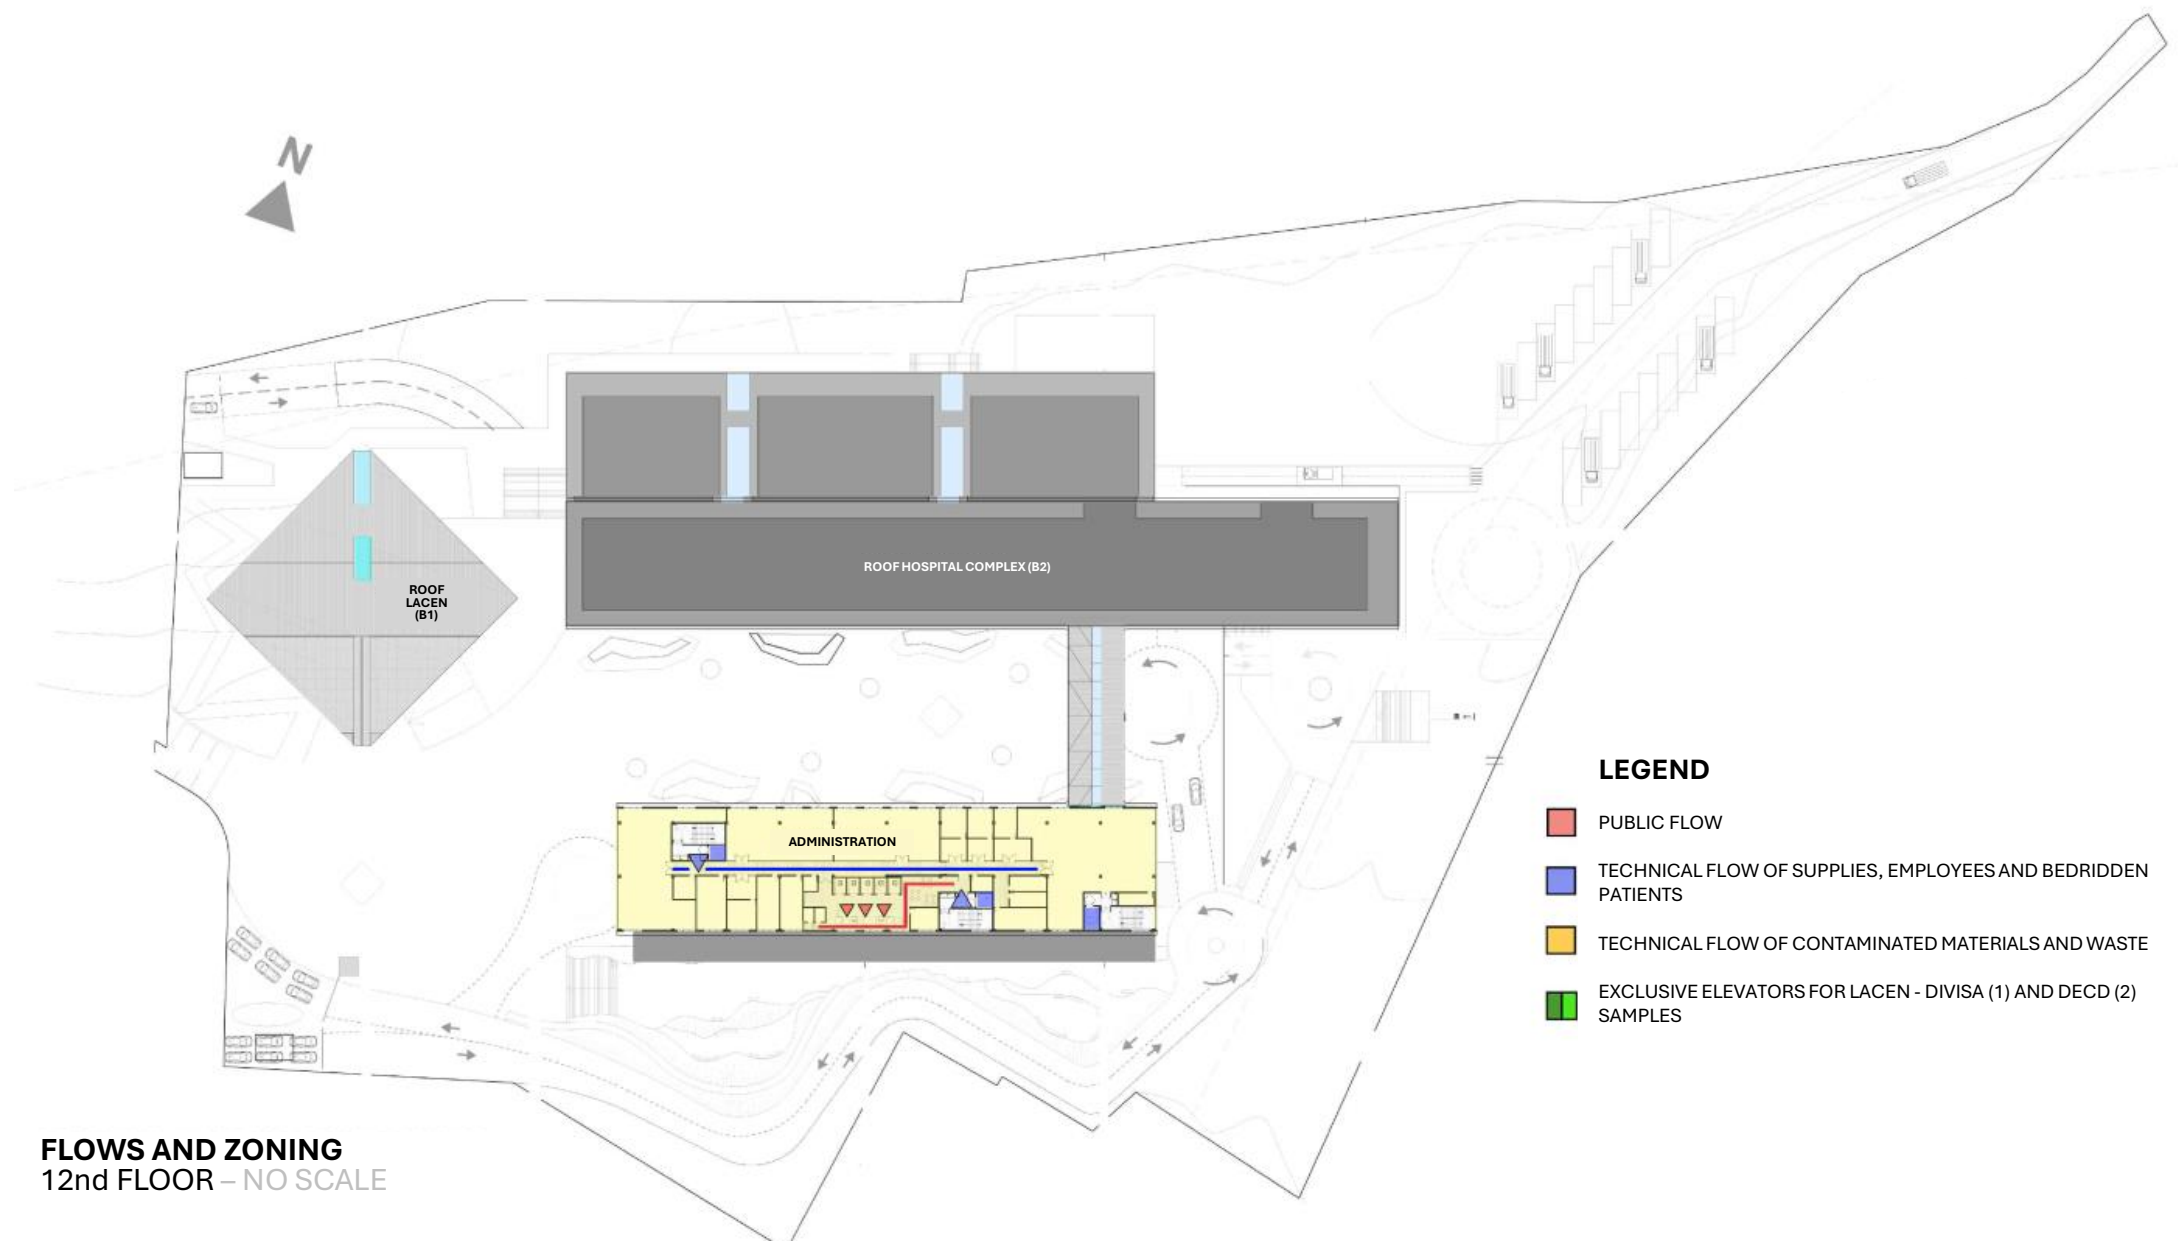 N
ROOF HOSPITAL COMPLEX (B2)
ROOF
LACEN
(B1)
ADMINISTRATION
LEGEND
PUBLIC FLOW
TECHNICAL FLOW OF SUPPLIES, EMPLOYEES AND BEDRIDDEN
PATIENTS
TECHNICAL FLOW OF CONTAMINATED MATERIALS AND WASTE
EXCLUSIVE ELEVATORS FOR LACEN - DIVISA (1) AND DECD (2)
SAMPLES
FLOWS AND ZONING
12nd FLOOR – NO SCALE